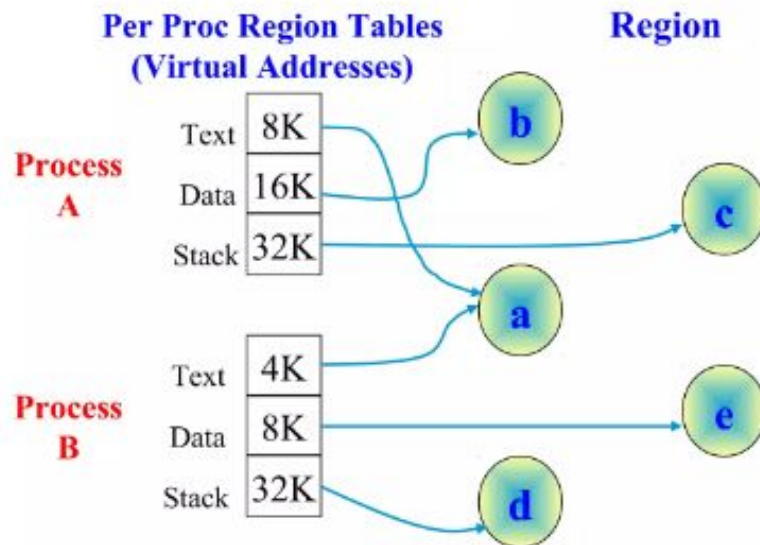 Per Proc Region Tables
(Virtual Addresses)
Region
Process
A
Text 8K
Data 16K
Stack 32K
b
c
a
Process
B
Text 4K
Data 8K
Stack 32K
e
d